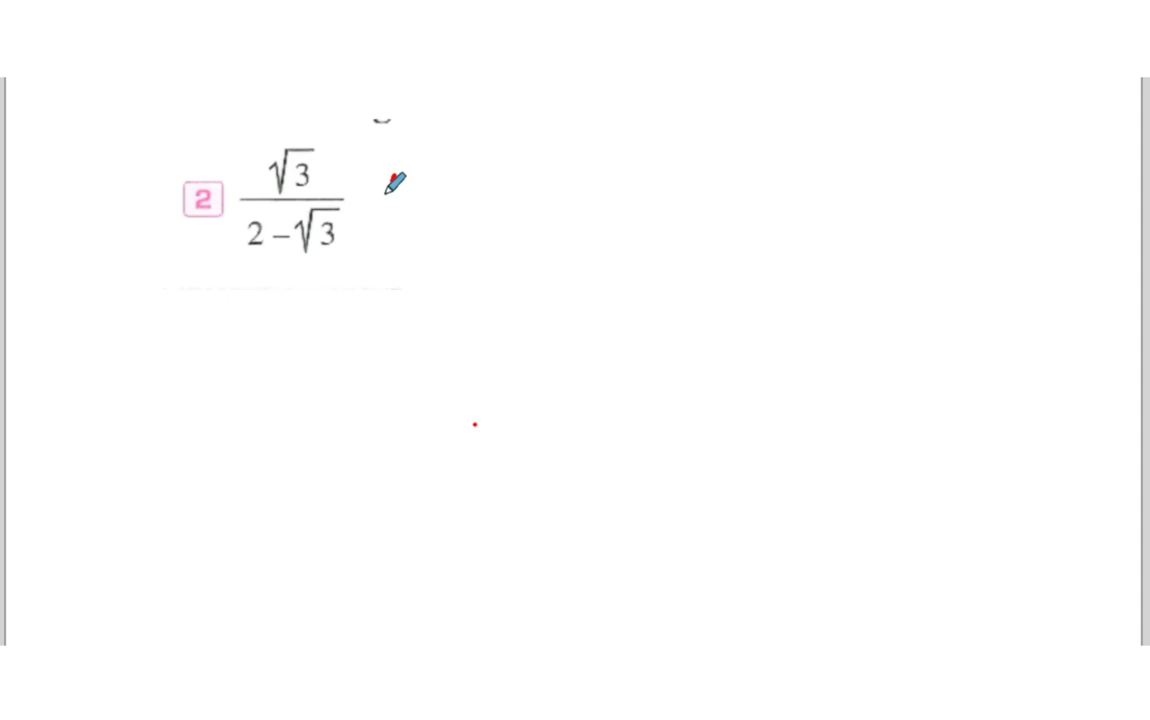 2 √3 / (2 − √3)